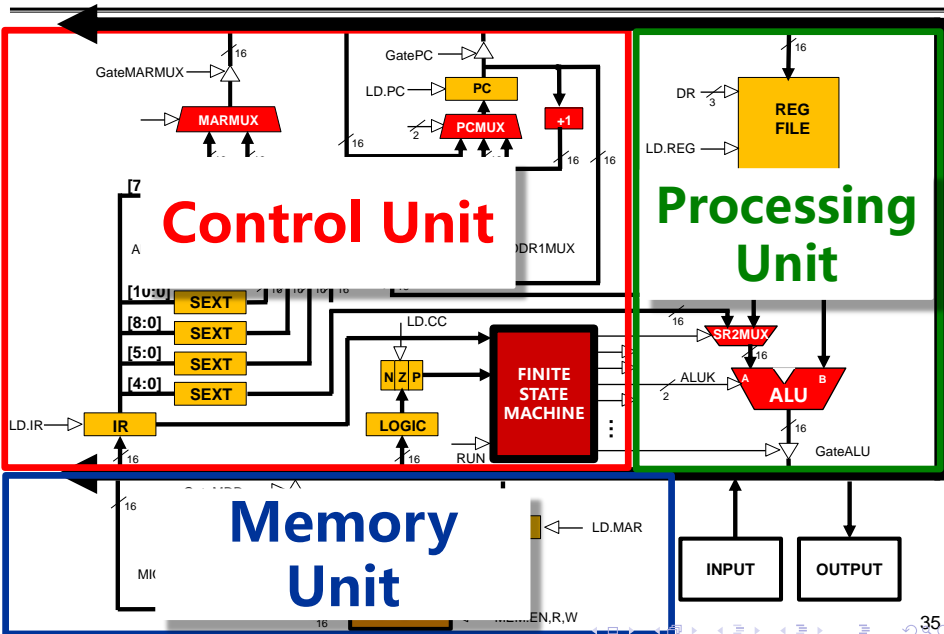 16
GatePC
16
GateMARMUX
LD.PC
PC
DR
3
REG
FILE
MARMUX
2
PCMUX
+1
LD.REG
16
16
[7
Control Unit
A
DDR1MUX
Processing
Unit
[10:0]
SEXT
16
[8:0]
SEXT
LD.CC
SR2MUX
[5:0]
SEXT
16
N Z P
FINITE
STATE
MACHINE
ALUK
2
A
B
ALU
[4:0]
SEXT
LD.IR
IR
LOGIC
16
GateALU
16
16
RUN
16
Memory
Unit
LD.MAR
INPUT
OUTPUT
16
MEM.EN,R,W
35